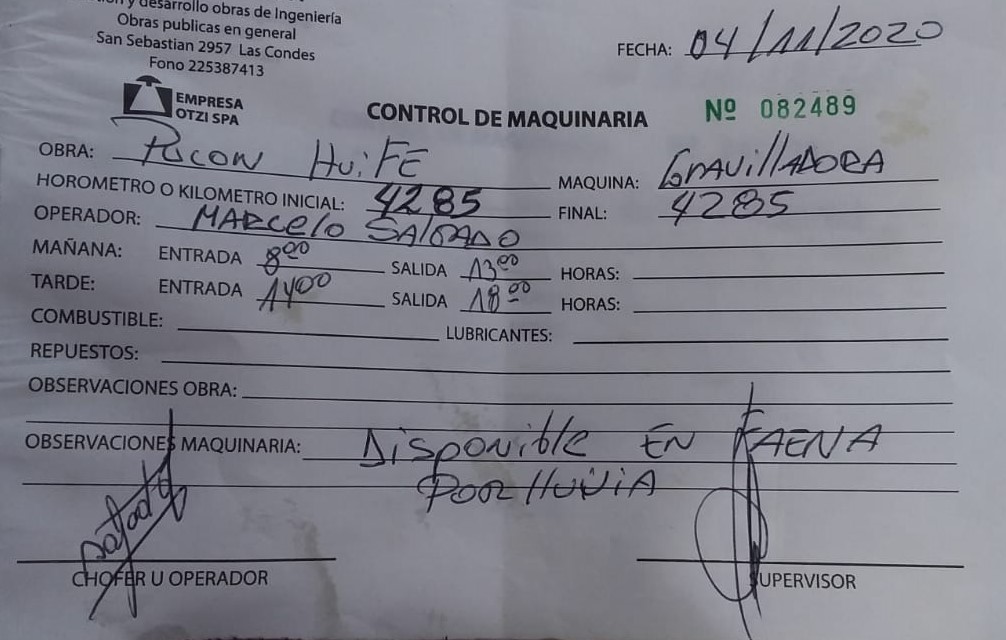 y desarrollo obras de Ingeniería
Obras publicas en general
San Sebastian 2957 Las Condes
Fono 225387413
FECHA: 04/11/2020
EMPRESA
OTZI SPA
CONTROL DE MAQUINARIA
Nº 082489
OBRA: Pucon HuiFE
MAQUINA: GRAVILLADORA
HOROMETRO O KILOMETRO INICIAL: 4285
FINAL: 4285
OPERADOR: MARCELO SALGADO
MAÑANA: ENTRADA 8:00 SALIDA 13:00 HORAS:
TARDE: ENTRADA 14:00 SALIDA 18:00 HORAS:
COMBUSTIBLE: LUBRICANTES:
REPUESTOS:
OBSERVACIONES OBRA:
OBSERVACIONES MAQUINARIA: Disponible EN FAENA
POR lluvia
CHOFER U OPERADOR
SUPERVISOR